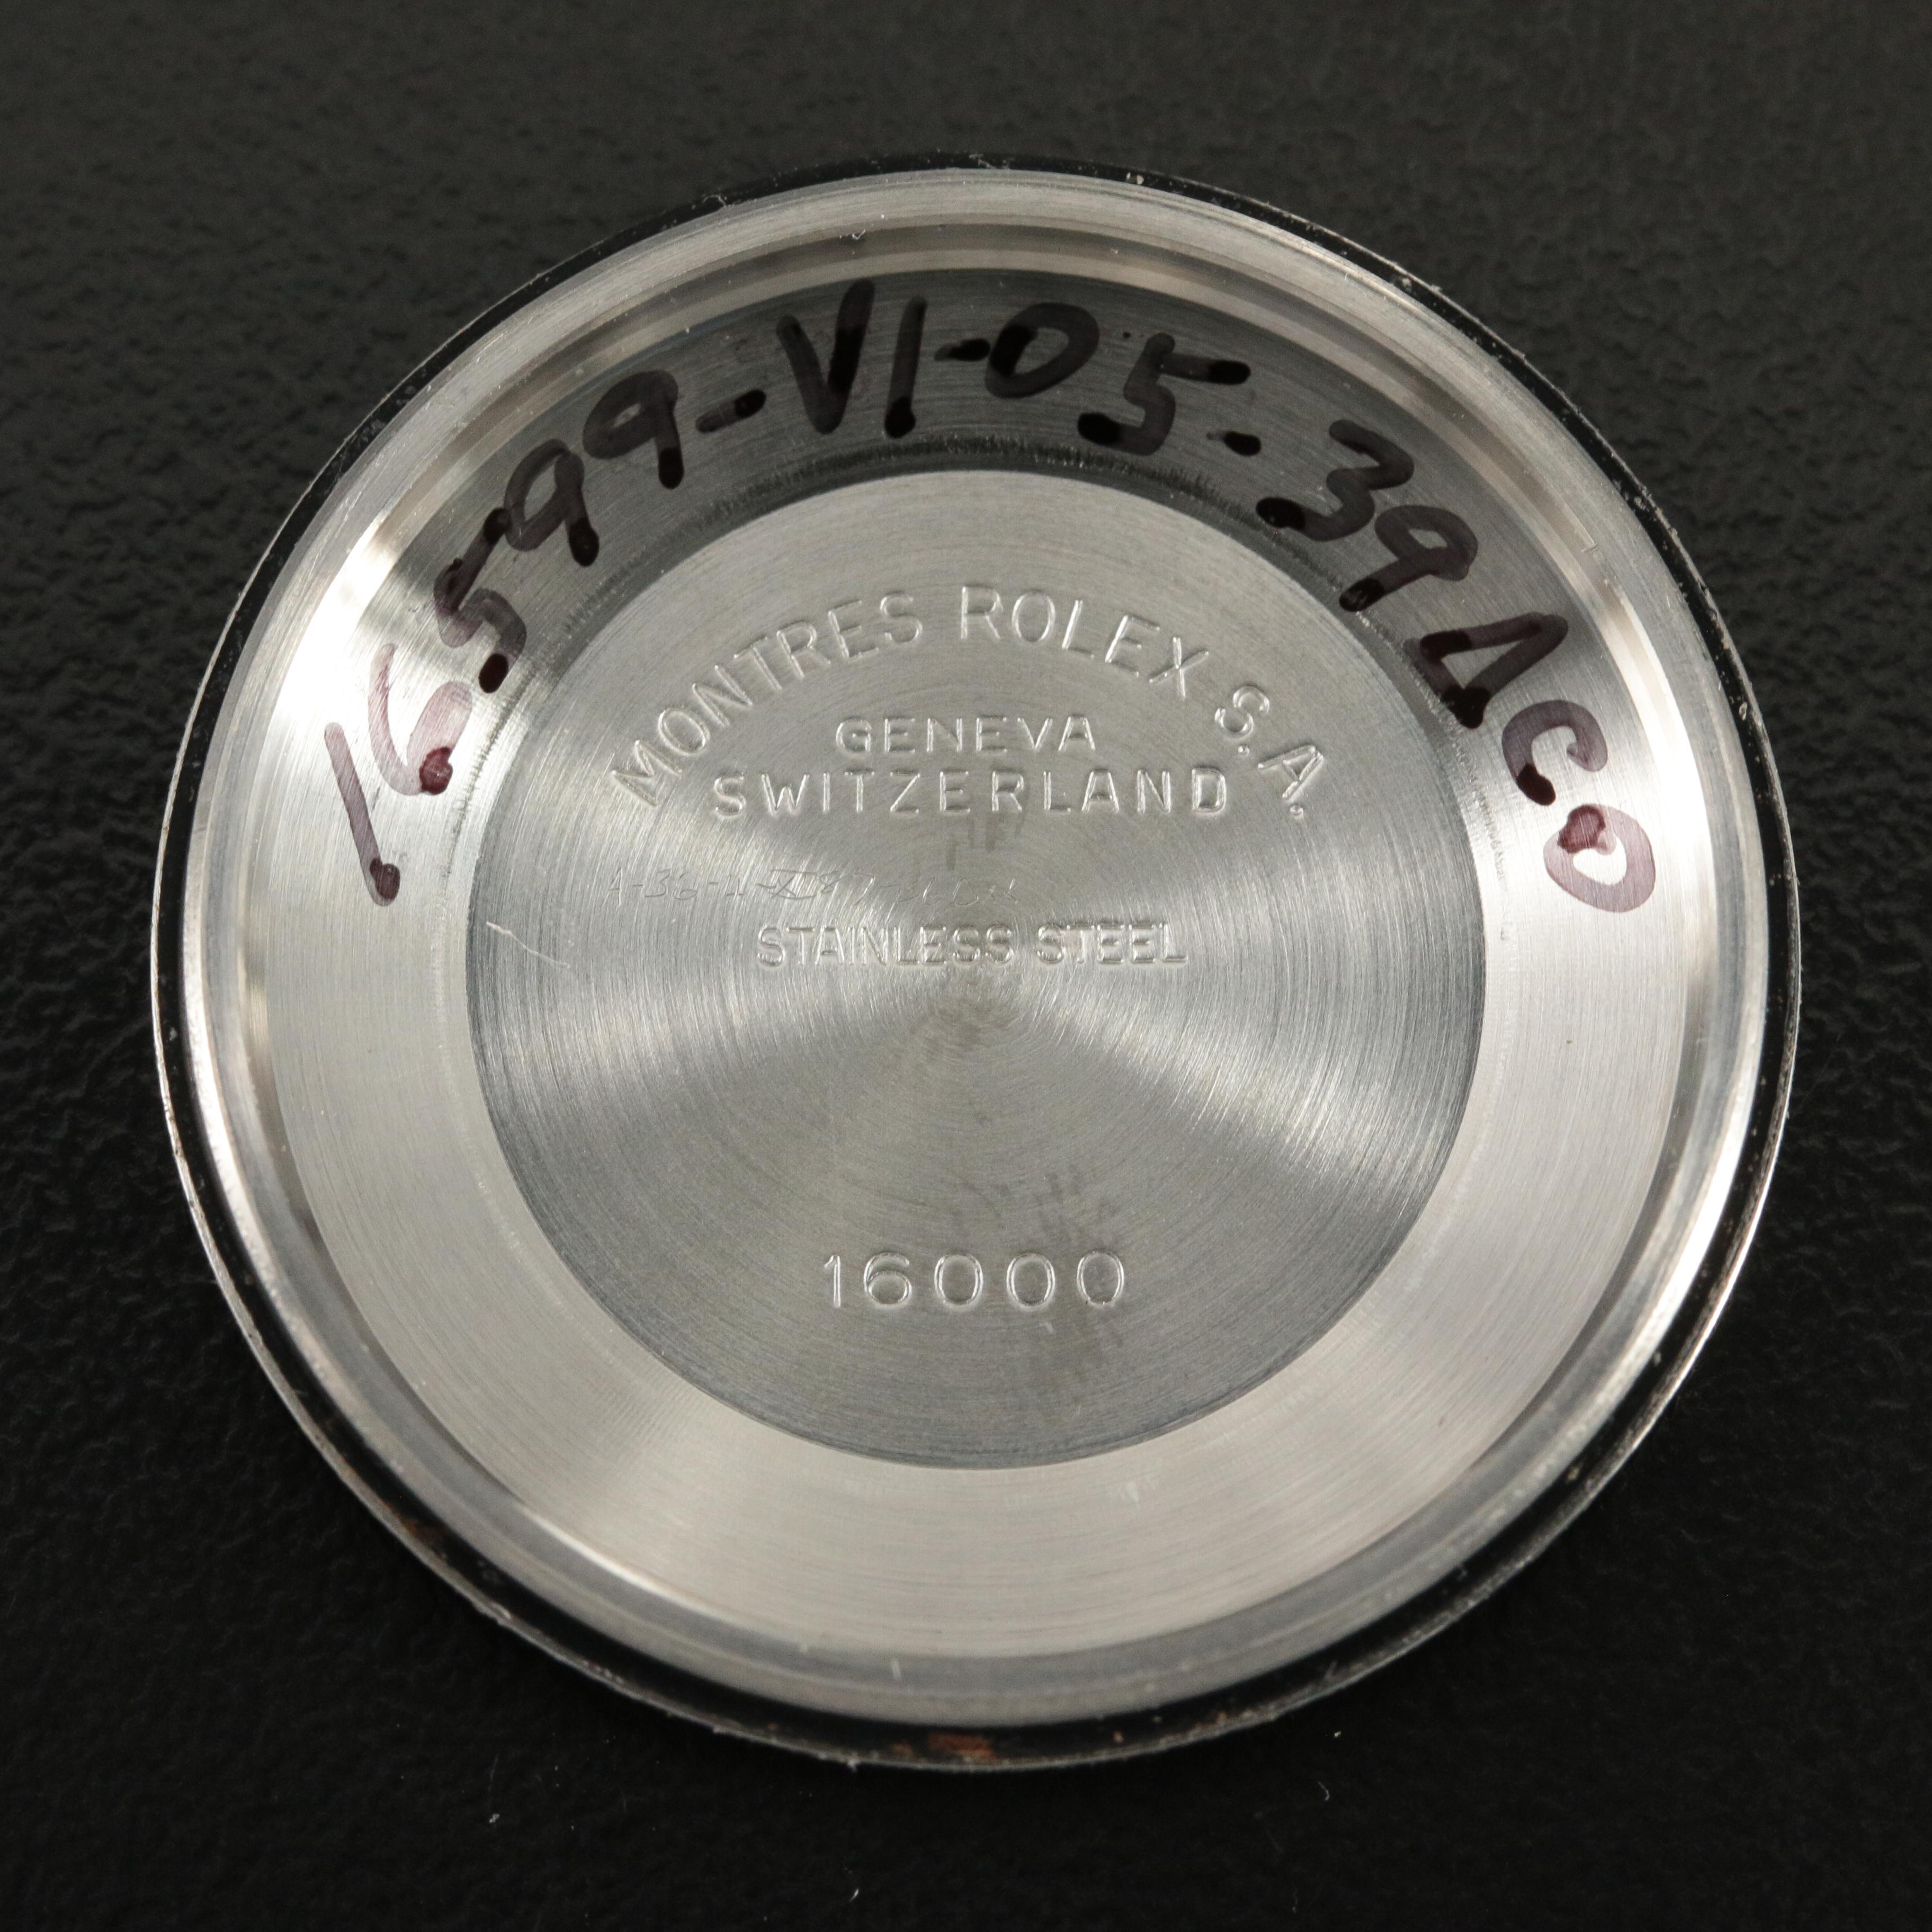 16599-VI-05-39ACO
MONTRES ROLEX S.A.
GENEVA
SWITZERLAND
STAINLESS STEEL
16000